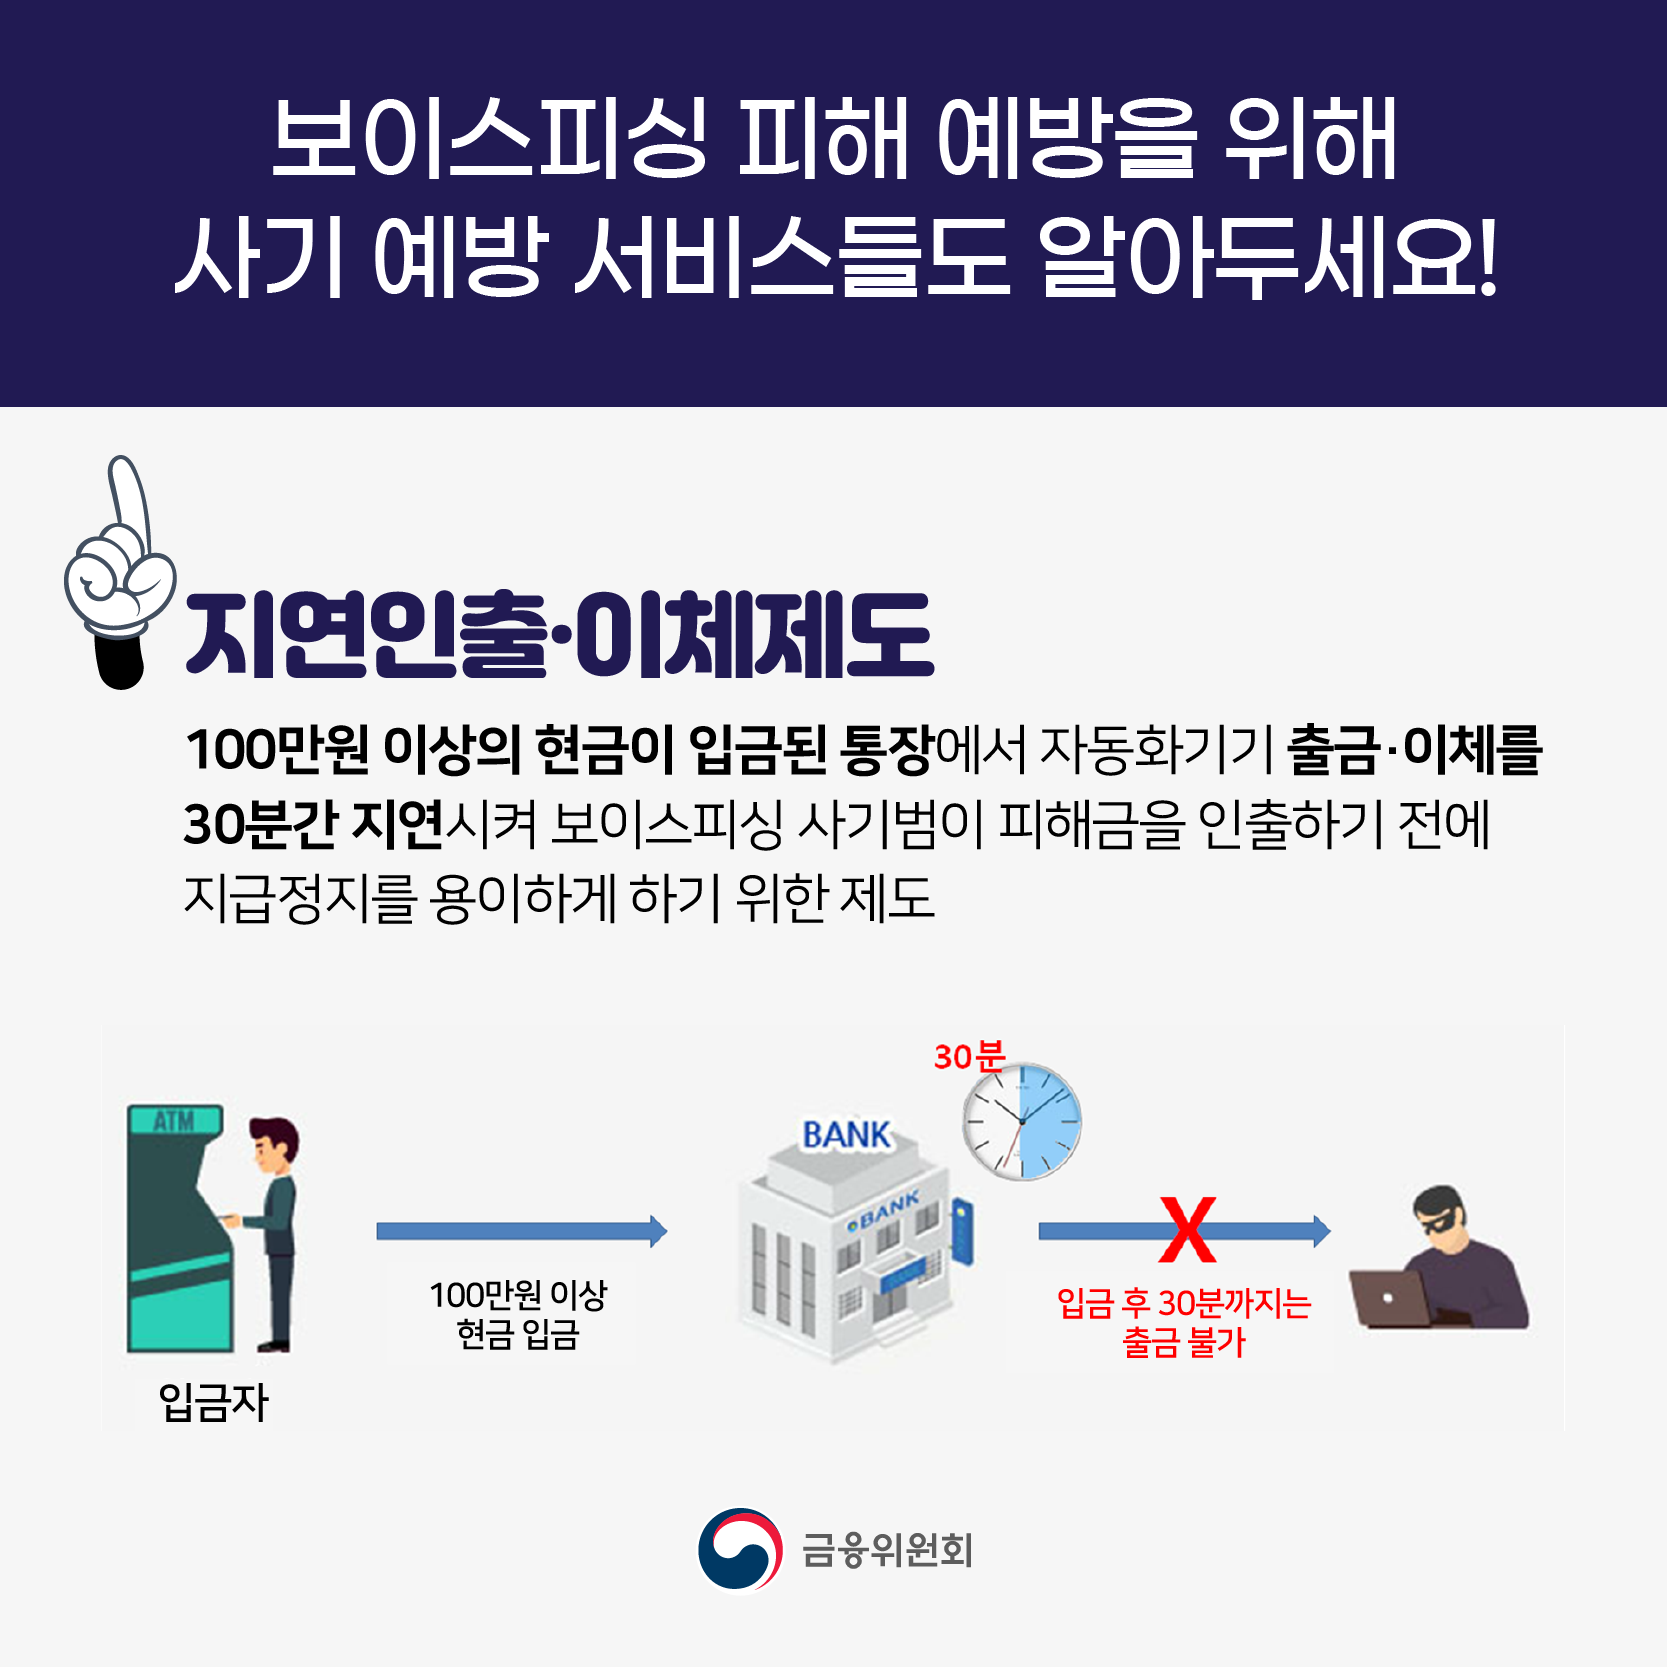 보이스피싱 피해 예방을 위해
사기 예방 서비스들도 알아두세요!
지연인출·이체제도
100만원 이상의 현금이 입금된 통장에서 자동화기기 출금·이체를
30분간 지연시켜 보이스피싱 사기범이 피해금을 인출하기 전에
지급정지를 용이하게 하기 위한 제도
30분
ATM
BANK
BANK
BANK
100만원 이상
현금 입금
입금 후 30분까지는
출금 불가
X
입금자
금융위원회